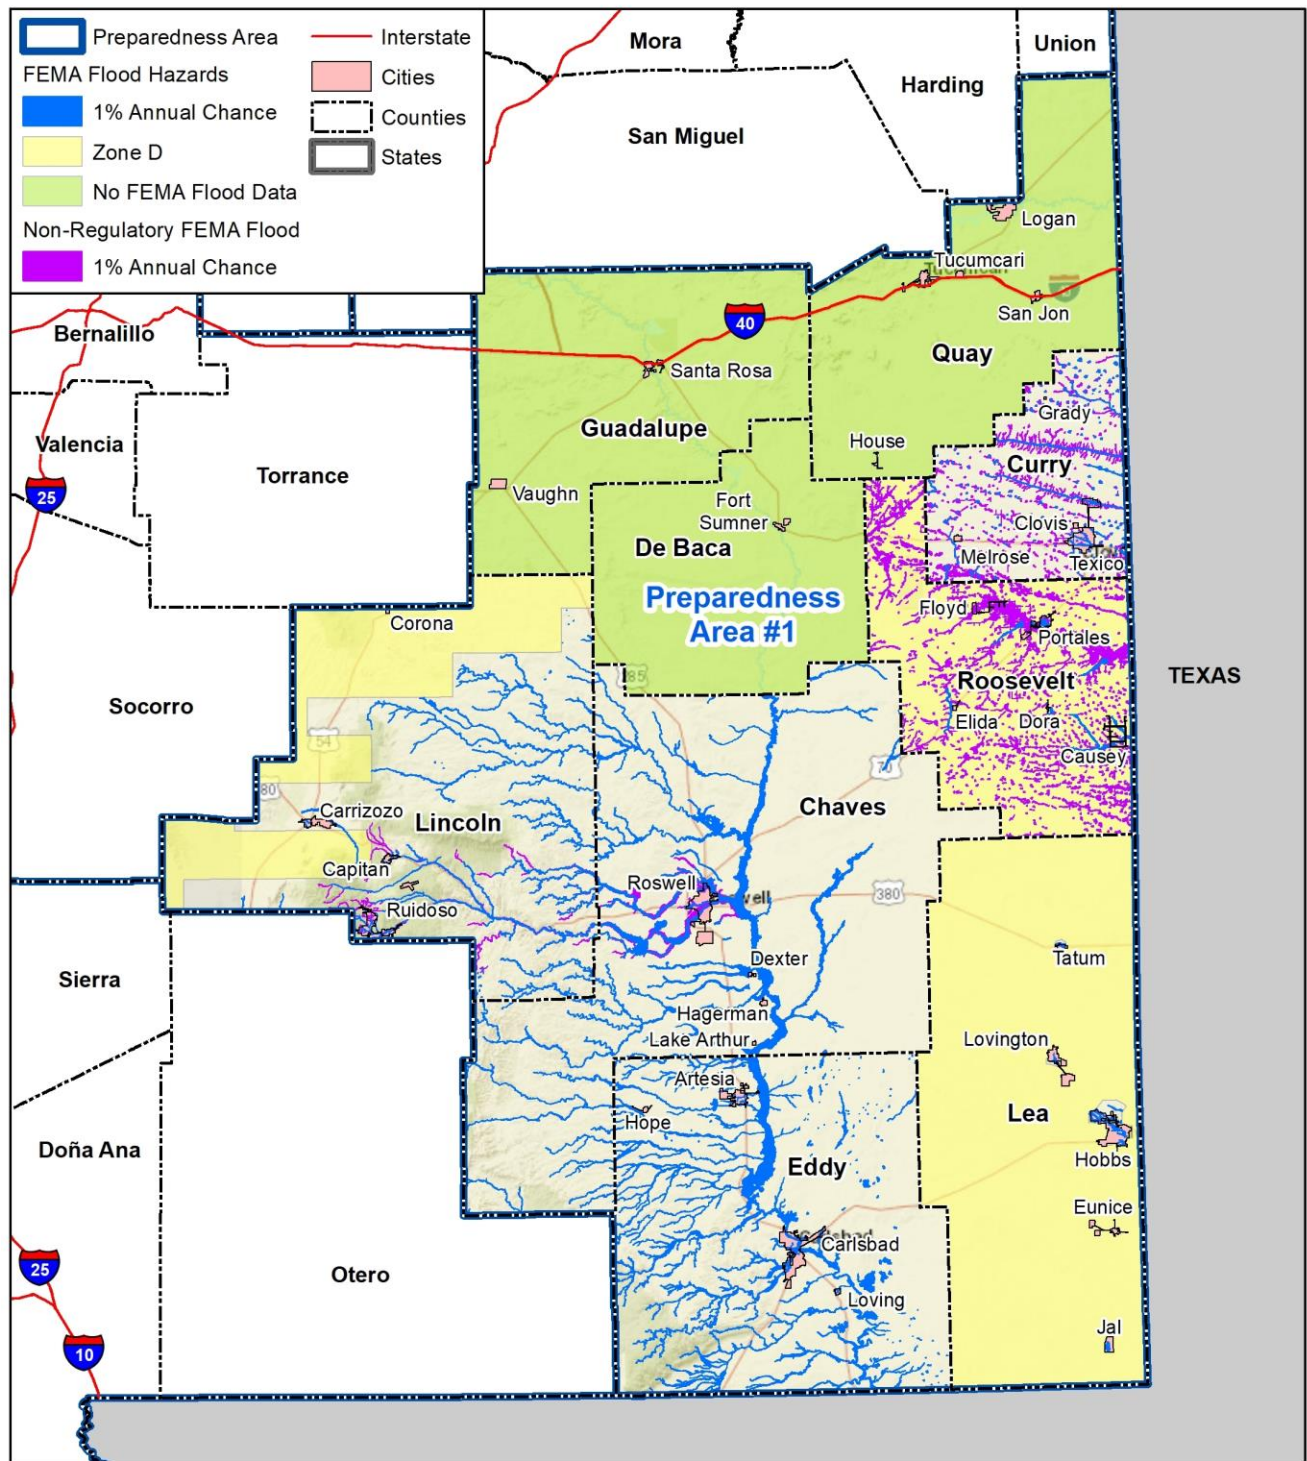 Preparedness Area
FEMA Flood Hazards
1% Annual Chance
Zone D
No FEMA Flood Data
Non-Regulatory FEMA Flood
1% Annual Chance
Interstate
Cities
Counties
States
Mora
Union
Harding
San Miguel
Logan
Tucumcari
San Jon
40
Bernalillo
Quay
Santa Rosa
Grady
Guadalupe
Valencia
House
Curry
Torrance
25
Vaughn
Fort
Sumner
Clovis
De Baca
Melrose
Texico
Preparedness
Area #1
Floyd
Corona
Portales
TEXAS
285
Roosevelt
Socorro
Elida
Dora
54
Causey
70
80
Chaves
Carrizozo
Lincoln
Capitan
Roswell
380
Ruidoso
Tatum
Dexter
Sierra
Hagerman
Lake Arthur
Lovington
Artesia
Lea
Hope
Doña Ana
Eddy
Hobbs
Eunice
Carlsbad
25
Otero
Loving
Jal
10